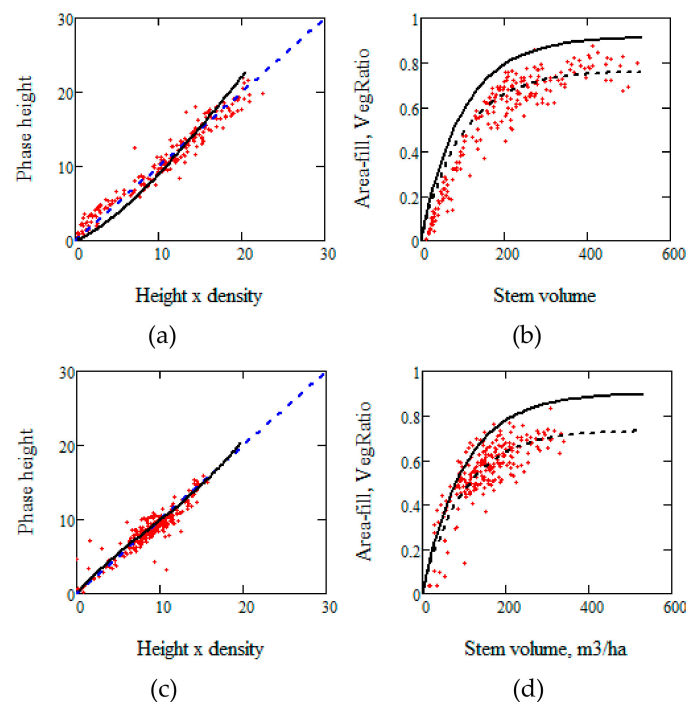 30
20
10
0
Phase height
0 10 20 30
Height x density
(a)
1
0.8
0.6
0.4
0.2
0
Area-fill, VegRatio
0 200 400 600
Stem volume
(b)
30
20
10
0
Phase height
0 10 20 30
Height x density
(c)
1
0.8
0.6
0.4
0.2
0
Area-fill, VegRatio
0 200 400 600
Stem volume, m3/ha
(d)